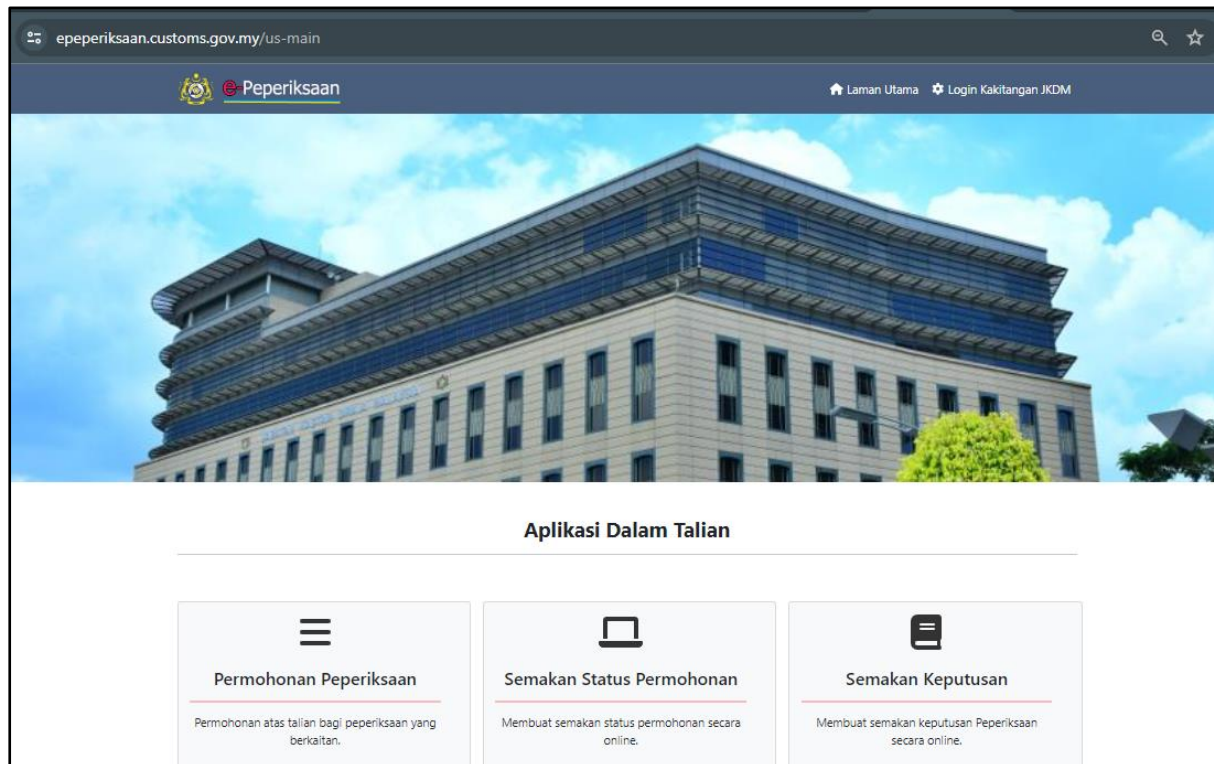 epeperiksaan.customs.gov.my/us-main
e-Peperiksaan
Laman Utama
Login Kakitangan JKDM
Aplikasi Dalam Talian
Permohonan Peperiksaan
Permohonan atas talian bagi peperiksaan yang
berkaitan.
Semakan Status Permohonan
Membuat semakan status permohonan secara
online.
Semakan Keputusan
Membuat semakan keputusan Peperiksaan
secara online.